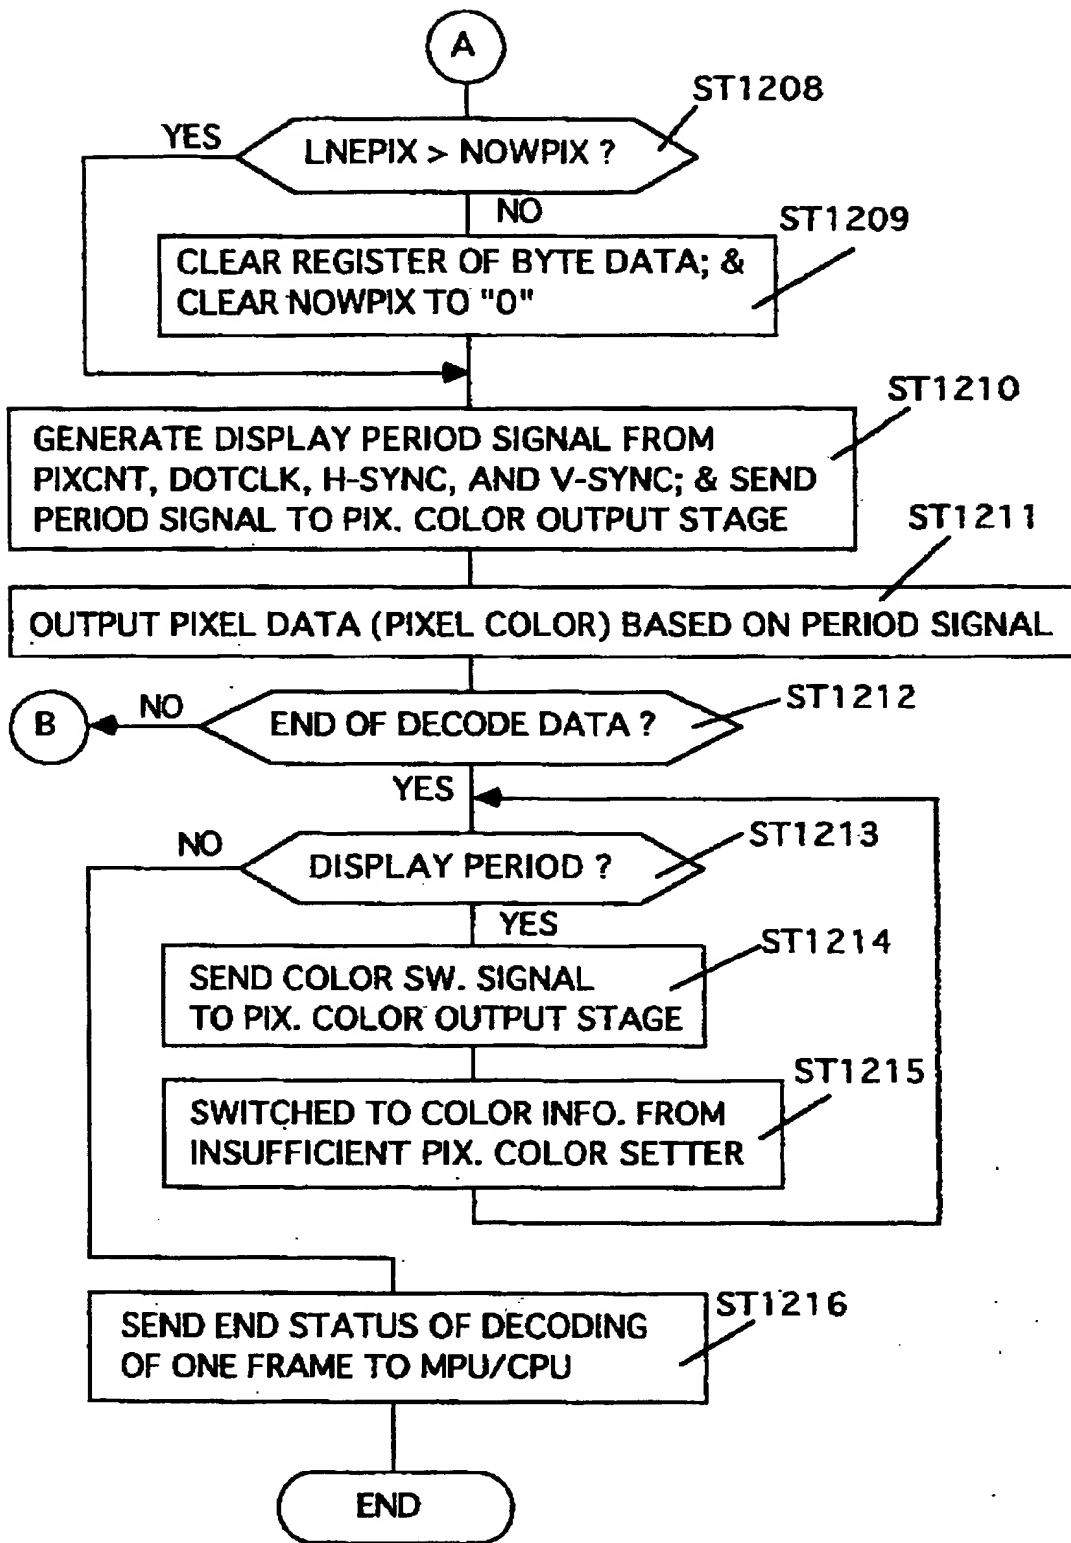 A
ST1208
YES
LNEPIX > NOWPIX ?
NO
ST1209
CLEAR REGISTER OF BYTE DATA; &
CLEAR NOWPIX TO "0"
ST1210
GENERATE DISPLAY PERIOD SIGNAL FROM
PIXCNT, DOTCLK, H-SYNC, AND V-SYNC; & SEND
PERIOD SIGNAL TO PIX. COLOR OUTPUT STAGE
ST1211
OUTPUT PIXEL DATA (PIXEL COLOR) BASED ON PERIOD SIGNAL
ST1212
B
NO
END OF DECODE DATA ?
YES
ST1213
NO
DISPLAY PERIOD ?
YES
ST1214
SEND COLOR SW. SIGNAL
TO PIX. COLOR OUTPUT STAGE
ST1215
SWITCHED TO COLOR INFO. FROM
INSUFFICIENT PIX. COLOR SETTER
ST1216
SEND END STATUS OF DECODING
OF ONE FRAME TO MPU/CPU
END